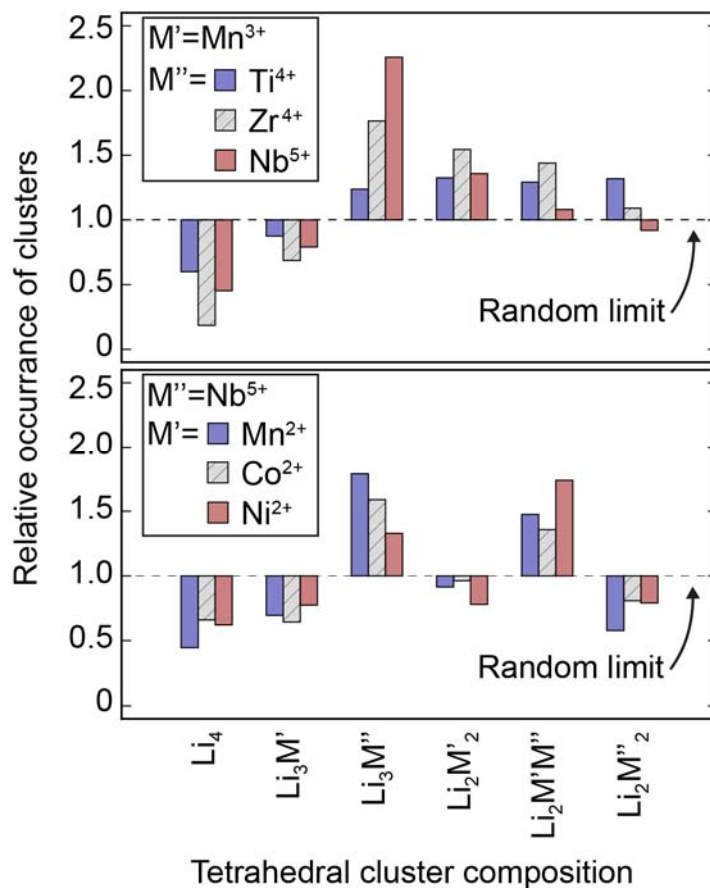 Relative occurrance of clusters
2.5
2.0
1.5
1.0
0.5
0
M'=Mn³⁺
M''= Ti⁴⁺
Zr⁴⁺
Nb⁵⁺
Random limit
2.5
2.0
1.5
1.0
0.5
0
M''=Nb⁵⁺
M'= Mn²⁺
Co²⁺
Ni²⁺
Random limit
Li₄
Li₃M'
Li₃M''
Li₂M'₂
Li₂M'M''
Li₂M''₂
Tetrahedral cluster composition